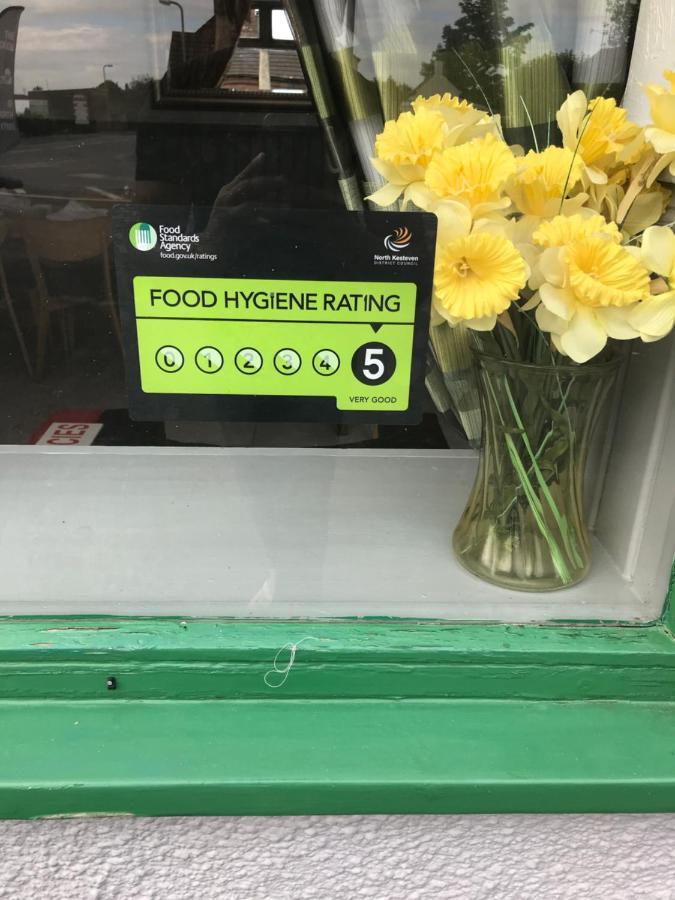 Food
Standards
Agency
food.gov.uk/ratings
North Kesteven
DISTRICT COUNCIL
FOOD HYGIENE RATING
0 1 2 3 4 5
VERY GOOD
CIES